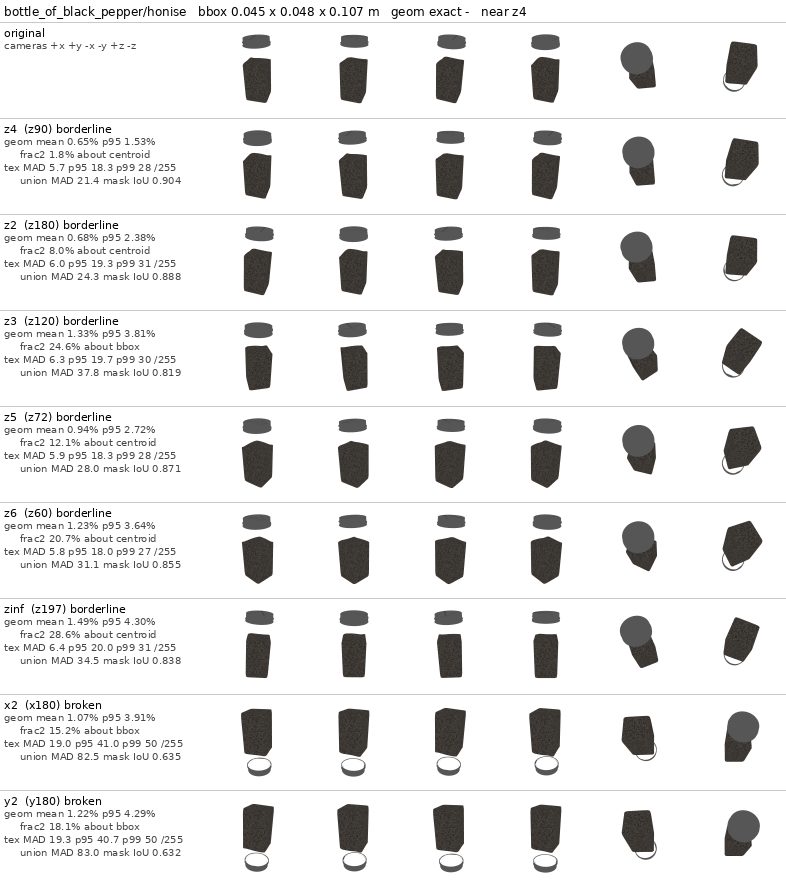 bottle_of_black_pepper/honise bbox 0.045 x 0.048 x 0.107 m geom exact - near z4
original
cameras +x +y -x -y +z -z
z4 (z90) borderline
geom mean 0.65% p95 1.53%
frac2 1.8% about centroid
tex MAD 5.7 p95 18.3 p99 28 /255
union MAD 21.4 mask IoU 0.904
z2 (z180) borderline
geom mean 0.68% p95 2.38%
frac2 8.0% about centroid
tex MAD 6.0 p95 19.3 p99 31 /255
union MAD 24.3 mask IoU 0.888
z3 (z120) borderline
geom mean 1.33% p95 3.81%
frac2 24.6% about bbox
tex MAD 6.3 p95 19.7 p99 30 /255
union MAD 37.8 mask IoU 0.819
z5 (z72) borderline
geom mean 0.94% p95 2.72%
frac2 12.1% about centroid
tex MAD 5.9 p95 18.3 p99 28 /255
union MAD 28.0 mask IoU 0.871
z6 (z60) borderline
geom mean 1.23% p95 3.64%
frac2 20.7% about centroid
tex MAD 5.8 p95 18.0 p99 27 /255
union MAD 31.1 mask IoU 0.855
zinf (z197) borderline
geom mean 1.49% p95 4.30%
frac2 28.6% about centroid
tex MAD 6.4 p95 20.0 p99 31 /255
union MAD 34.5 mask IoU 0.838
x2 (x180) broken
geom mean 1.07% p95 3.91%
frac2 15.2% about bbox
tex MAD 19.0 p95 41.0 p99 50 /255
union MAD 82.5 mask IoU 0.635
y2 (y180) broken
geom mean 1.22% p95 4.29%
frac2 18.1% about bbox
tex MAD 19.3 p95 40.7 p99 50 /255
union MAD 83.0 mask IoU 0.632